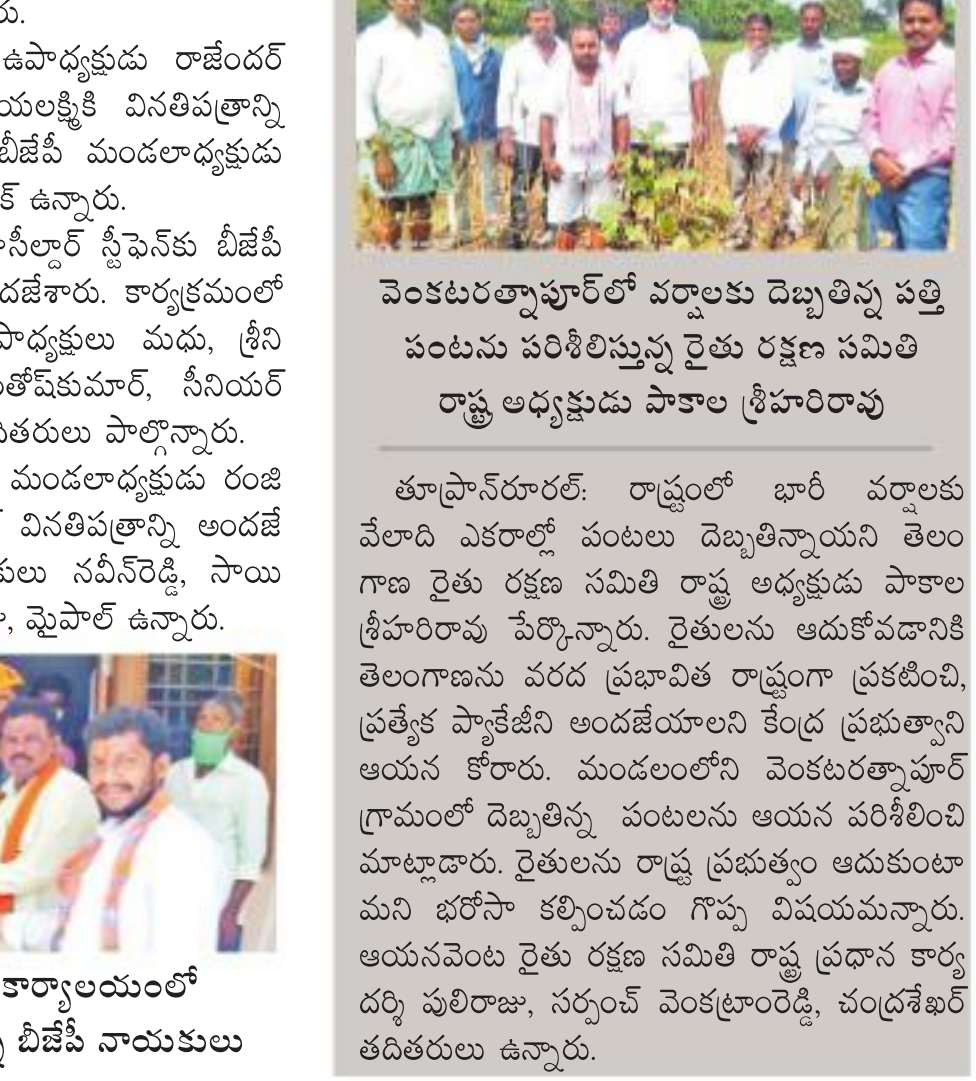 రు.
ఉపాధ్యక్షుడు రాజేందర్
యలక్ష్మికి వినతిపత్రాన్ని
బీజేపీ మండలాధ్యక్షుడు
క్ ఉన్నారు.
సీల్దార్ స్టీఫెన్‌కు బీజేపీ
దజేశారు. కార్యక్రమంలో
పాధ్యక్షులు మధు, శ్రీని
తోష్‌కుమార్, సీనియర్
దితరులు పాల్గొన్నారు.
మండలాధ్యక్షుడు రంజి
వినతిపత్రాన్ని అందజే
కులు నవీన్‌రెడ్డి, సాయి
, మైపాల్ ఉన్నారు.
కార్యాలయంలో
బీజేపీ నాయకులు
వెంకటరత్నాపూర్‌లో వర్షాలకు దెబ్బతిన్న పత్తి
పంటను పరిశీలిస్తున్న రైతు రక్షణ సమితి
రాష్ట్ర అధ్యక్షుడు పాకాల శ్రీహరిరావు
తూప్రాన్‌రూరల్: రాష్ట్రంలో భారీ వర్షాలకు
వేలాది ఎకరాల్లో పంటలు దెబ్బతిన్నాయని తెలం
గాణ రైతు రక్షణ సమితి రాష్ట్ర అధ్యక్షుడు పాకాల
శ్రీహరిరావు పేర్కొన్నారు. రైతులను ఆదుకోవడానికి
తెలంగాణను వరద ప్రభావిత రాష్ట్రంగా ప్రకటించి,
ప్రత్యేక ప్యాకేజీని అందజేయాలని కేంద్ర ప్రభుత్వాని
ఆయన కోరారు. మండలంలోని వెంకటరత్నాపూర్
గ్రామంలో దెబ్బతిన్న పంటలను ఆయన పరిశీలించి
మాట్లాడారు. రైతులను రాష్ట్ర ప్రభుత్వం ఆదుకుంటా
మని భరోసా కల్పించడం గొప్ప విషయమన్నారు.
ఆయనవెంట రైతు రక్షణ సమితి రాష్ట్ర ప్రధాన కార్య
దర్శి పులిరాజు, సర్పంచ్ వెంకట్రాంరెడ్డి, చంద్రశేఖర్
తదితరులు ఉన్నారు.